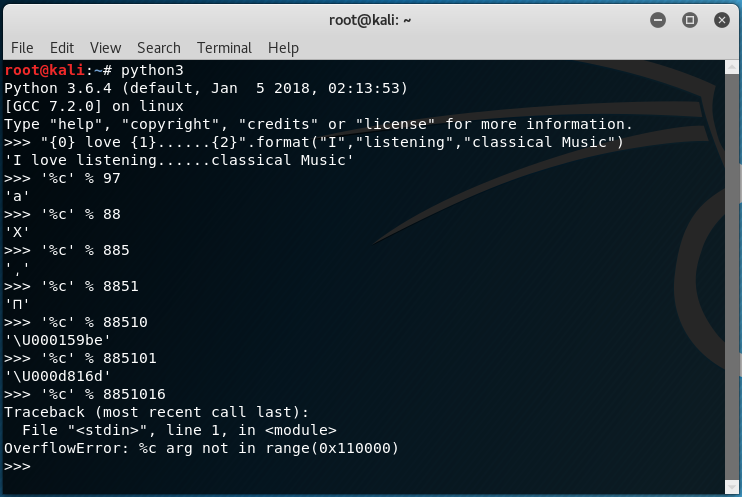 root@kali: ~
File Edit View Search Terminal Help
root@kali:~# python3
Python 3.6.4 (default, Jan  5 2018, 02:13:53)
[GCC 7.2.0] on linux
Type "help", "copyright", "credits" or "license" for more information.
>>> "{0} love {1}......{2}".format("I","listening","classical Music")
'I love listening......classical Music'
>>> '%c' % 97
'a'
>>> '%c' % 88
'X'
>>> '%c' % 885
'͵'
>>> '%c' % 8851
'⊓'
>>> '%c' % 88510
'\U000159be'
>>> '%c' % 885101
'\U000d816d'
>>> '%c' % 8851016
Traceback (most recent call last):
  File "<stdin>", line 1, in <module>
OverflowError: %c arg not in range(0x110000)
>>>